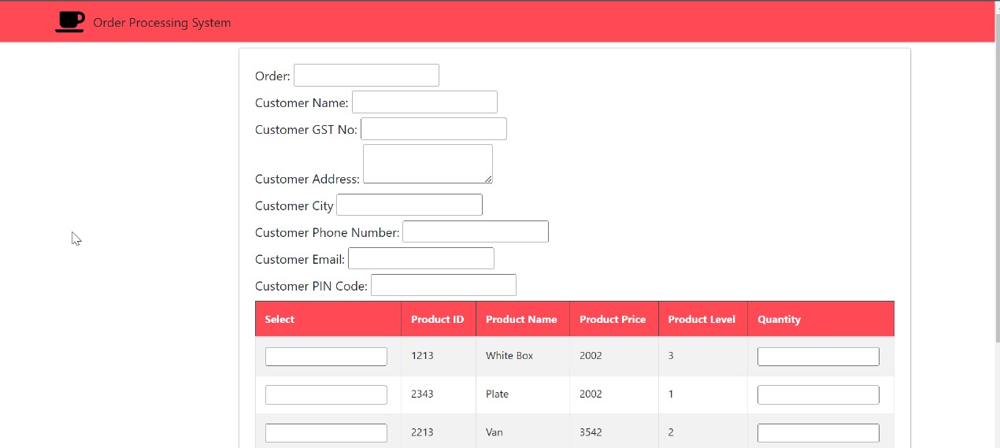 Order Processing System
Order:
Customer Name:
Customer GST No:
Customer Address:
Customer City
Customer Phone Number:
Customer Email:
Customer PIN Code:
Select Product ID Product Name Product Price Product Level Quantity
1213 White Box 2002 3
2343 Plate 2002 1
2213 Van 3542 2